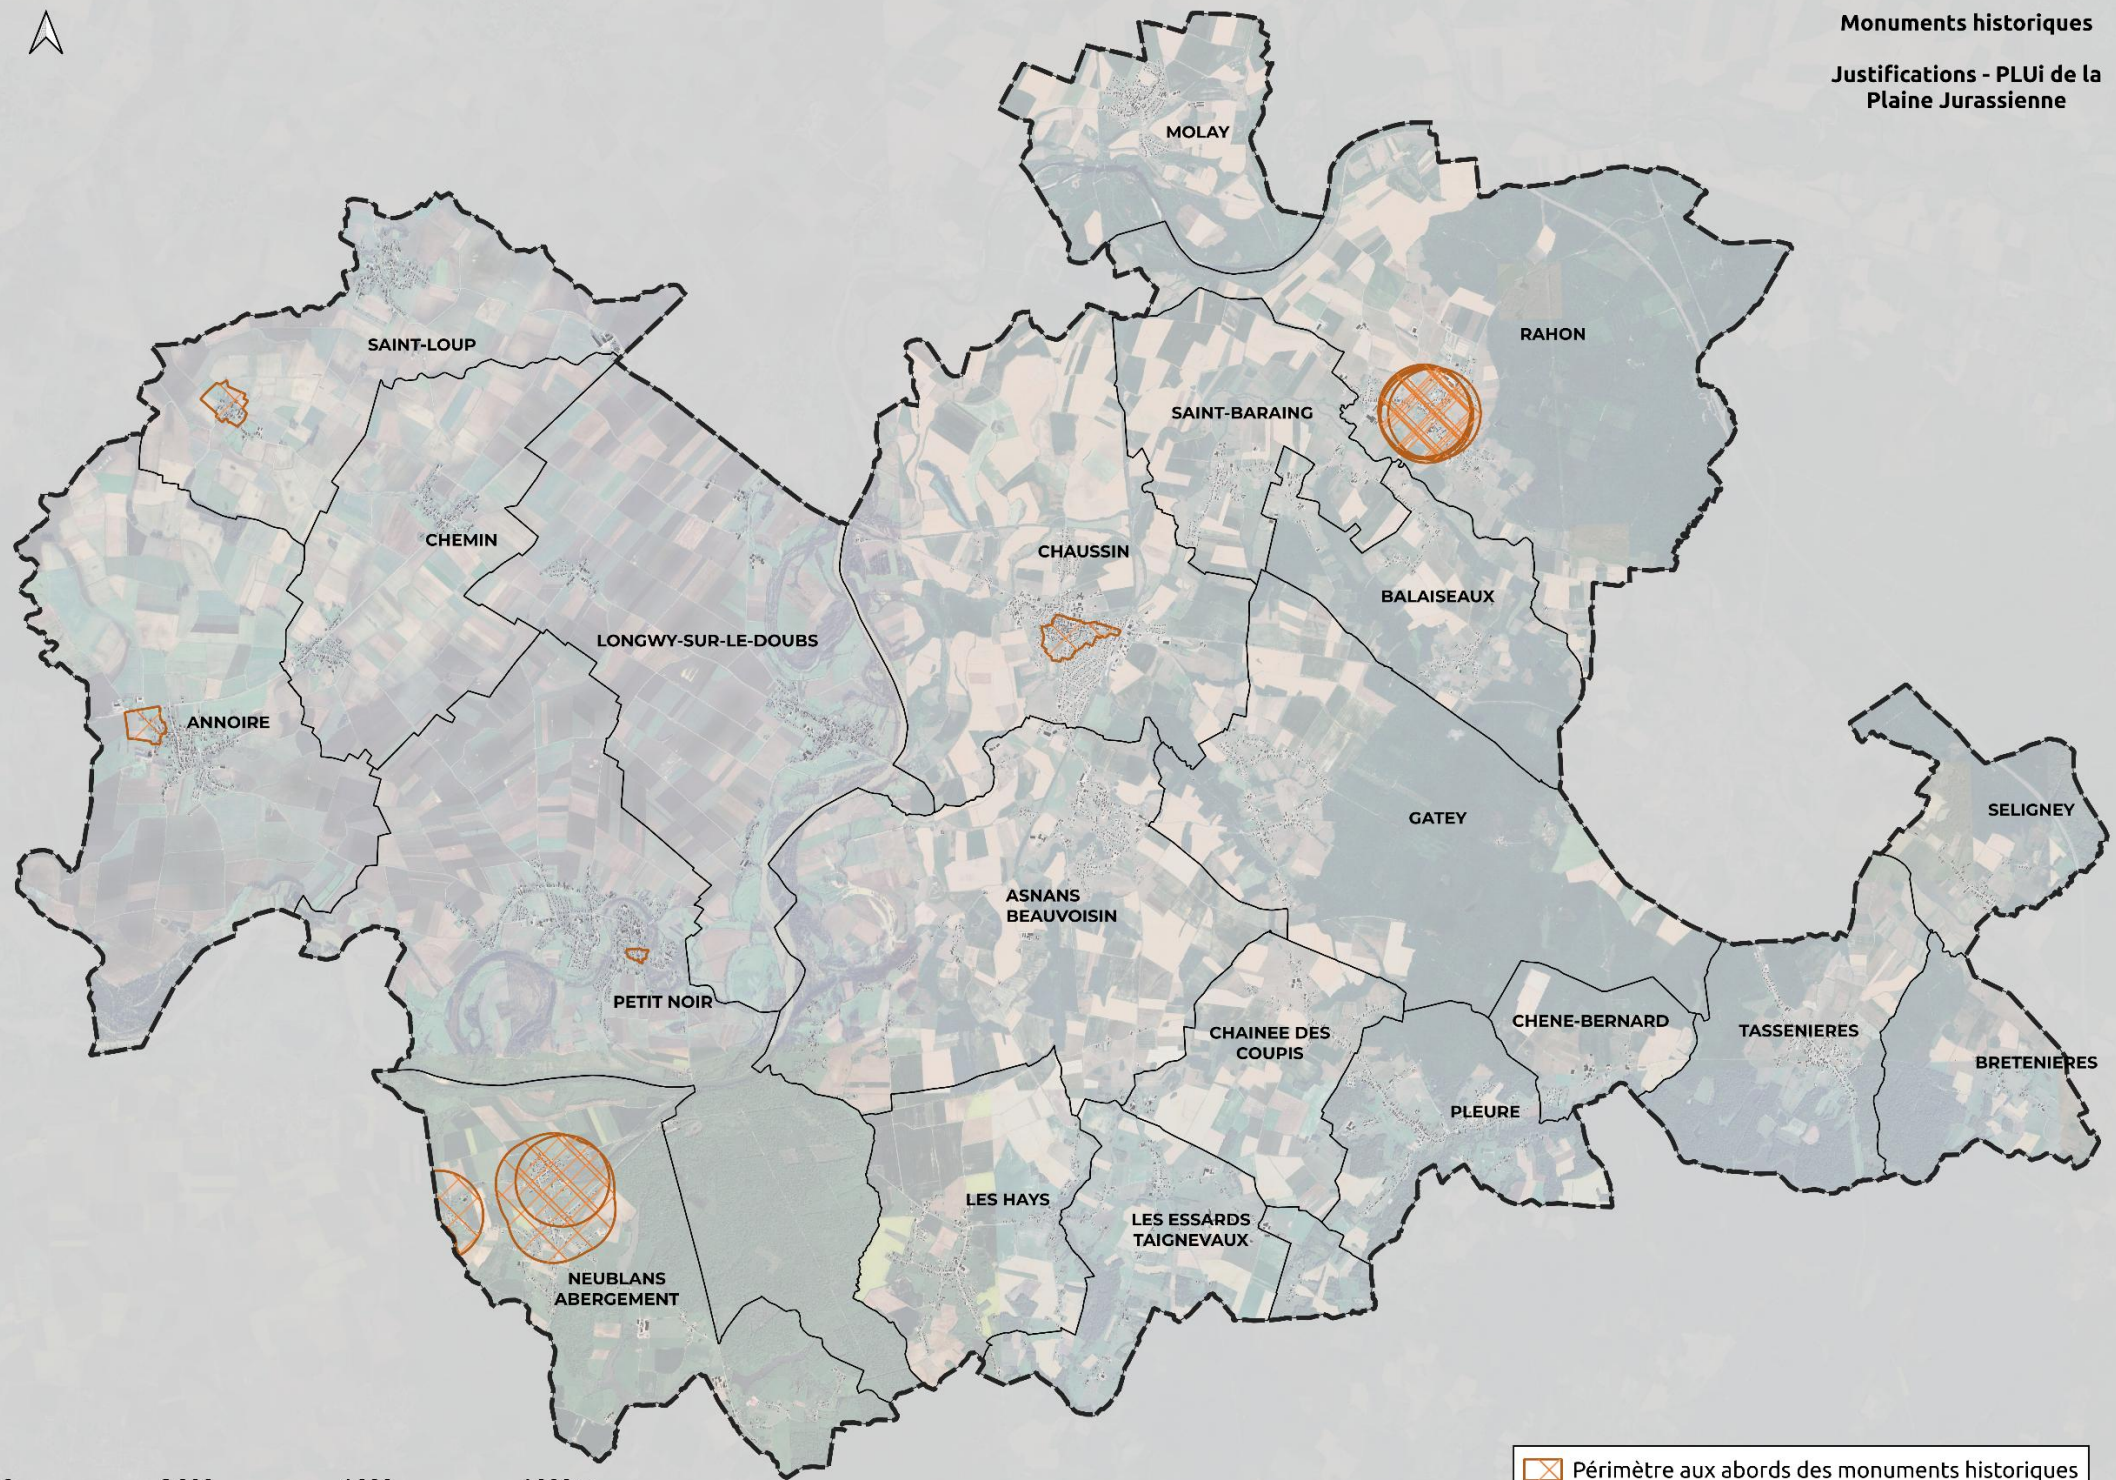 Monuments historiques
Justifications - PLUi de la
Plaine Jurassienne
MOLAY
RAHON
SAINT-LOUP
SAINT-BARAING
CHEMIN
CHAUSSIN
BALAISEAUX
LONGWY-SUR-LE-DOUBS
ANNOIRE
SELIGNEY
GATEY
ASNANS
BEAUVOISIN
PETIT NOIR
CHENE-BERNARD
TASSENIERES
CHAINEE DES
COUPIS
BRETENIERES
PLEURE
LES HAYS
LES ESSARDS
TAIGNEVAUX
NEUBLANS
ABERGEMENT
Périmètre aux abords des monuments historiques